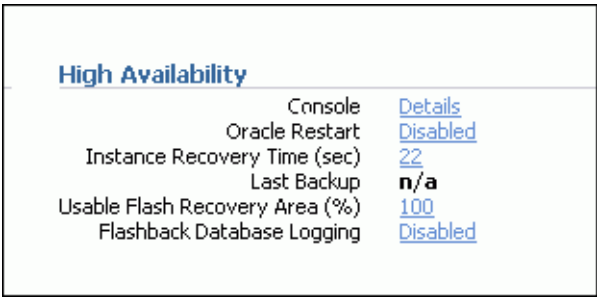 High Availability
Console Details
Oracle Restart Disabled
Instance Recovery Time (sec) 22
Last Backup n/a
Usable Flash Recovery Area (%) 100
Flashback Database Logging Disabled